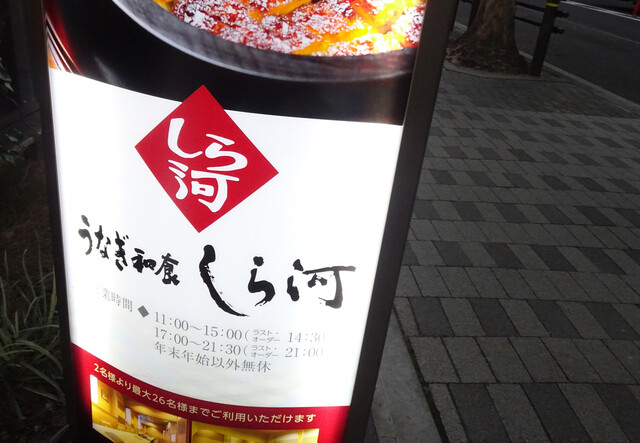 しら
河
うなぎ和食 しら河
業時間 ◆
11:00〜15:00(ラスト・オーダー 14:30
17:00〜21:30(ラスト・オーダー 21:00
年末年始以外無休
2名様より最大26名様までご利用いただけます